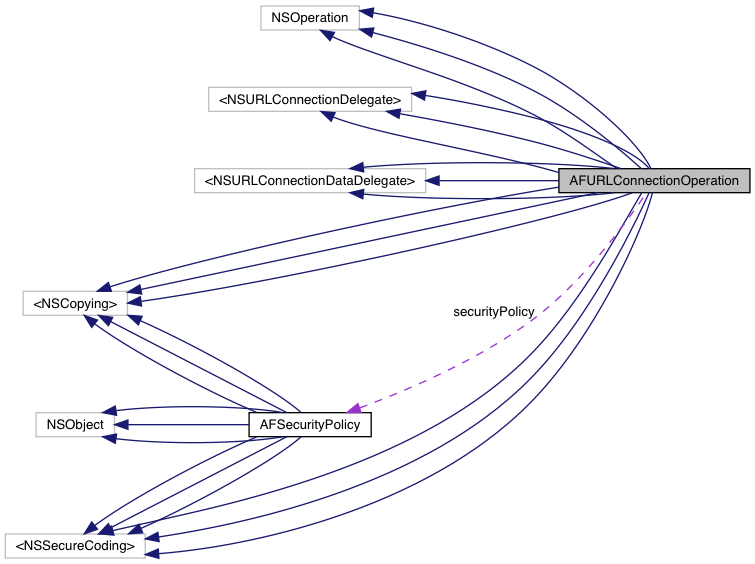 NSOperation
<NSURLConnectionDelegate>
<NSURLConnectionDataDelegate>
AFURLConnectionOperation
<NSCopying>
securityPolicy
NSObject
AFSecurityPolicy
<NSSecureCoding>